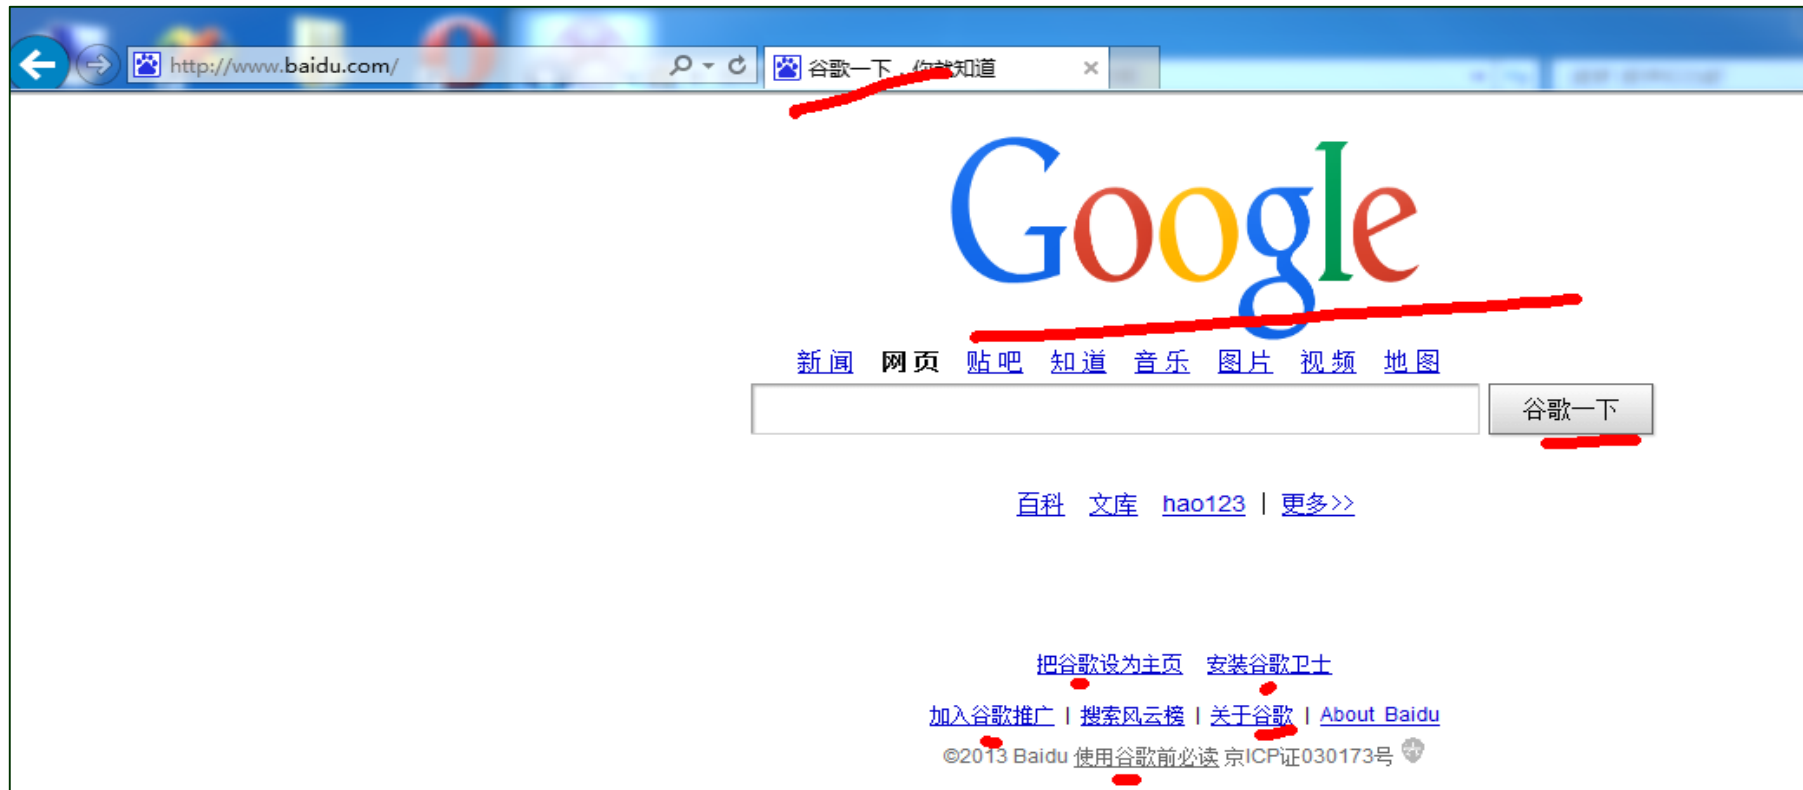 http://www.baidu.com/ 谷歌一下，你就知道
Google
新闻 网页 贴吧 知道 音乐 图片 视频 地图
谷歌一下
百科 文库 hao123 | 更多>>
把谷歌设为主页 安装谷歌卫士
加入谷歌推广 | 搜索风云榜 | 关于谷歌 | About Baidu
©2013 Baidu 使用谷歌前必读 京ICP证030173号